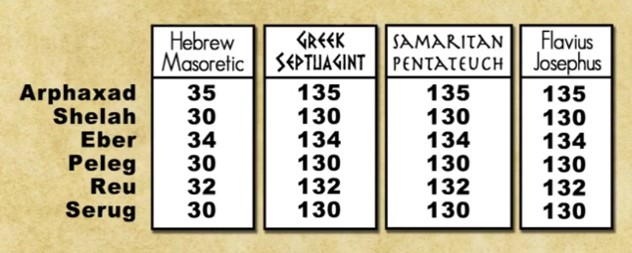 Hebrew Masoretic GREEK SEPTUAGINT SAMARITAN PENTATEUCH Flavius Josephus
Arphaxad 35 135 135 135
Shelah 30 130 130 130
Eber 34 134 134 134
Peleg 30 130 130 130
Reu 32 132 132 132
Serug 30 130 130 130